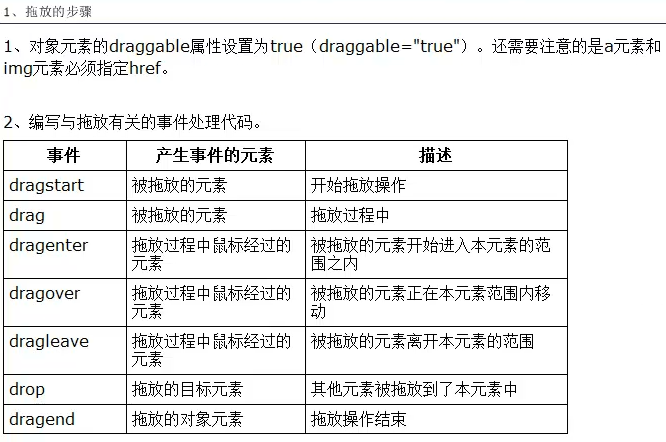 1、拖放的步骤
1、对象元素的draggable属性设置为true（draggable="true"）。还需要注意的是a元素和
img元素必须指定href。
2、编写与拖放有关的事件处理代码。
事件 产生事件的元素 描述
dragstart 被拖放的元素 开始拖放操作
drag 被拖放的元素 拖放过程中
dragenter 拖放过程中鼠标经过的 被拖放的元素开始进入本元素的范
元素 围之内
dragover 拖放过程中鼠标经过的 被拖放的元素正在本元素范围内移
元素 动
dragleave 拖放过程中鼠标经过的 被拖放的元素离开本元素的范围
元素
drop 拖放的目标元素 其他元素被拖放到了本元素中
dragend 拖放的对象元素 拖放操作结束